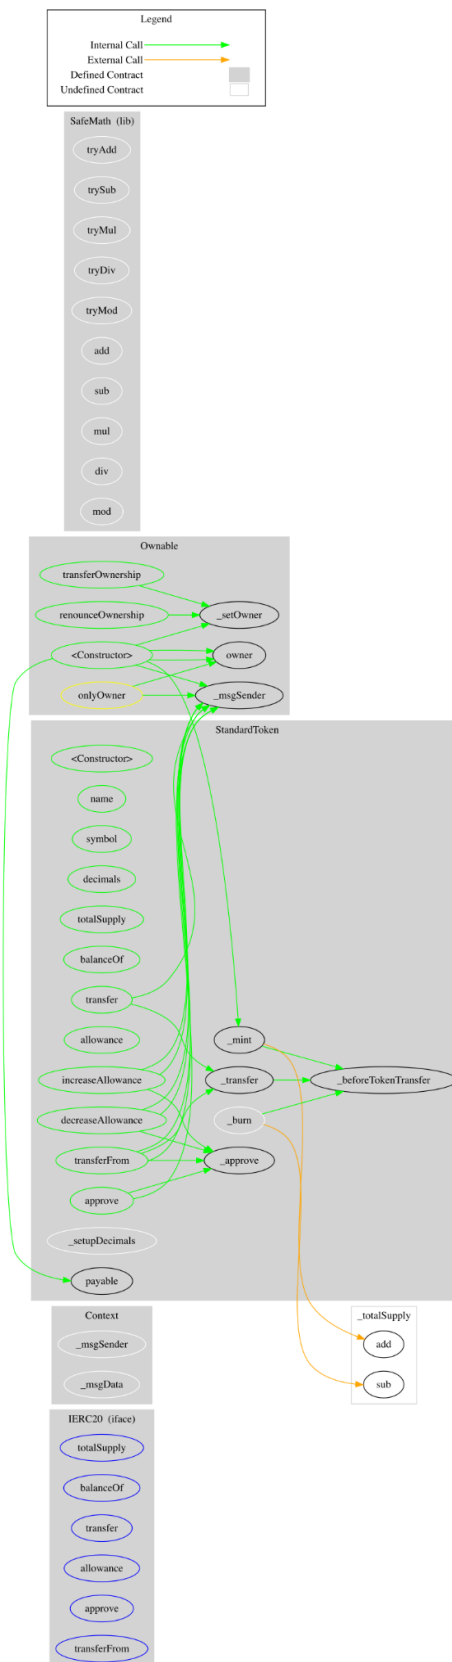 Legend
Internal Call
External Call
Defined Contract
Undefined Contract
SafeMath (lib)
tryAdd
trySub
tryMul
tryDiv
tryMod
add
sub
mul
div
mod
Ownable
transferOwnership
renounceOwnership
_setOwner
<Constructor>
owner
onlyOwner
_msgSender
StandardToken
<Constructor>
name
symbol
decimals
totalSupply
balanceOf
transfer
allowance
_mint
increaseAllowance
_transfer
_beforeTokenTransfer
decreaseAllowance
_burn
transferFrom
_approve
approve
_setupDecimals
payable
Context
_totalSupply
_msgSender
add
_msgData
sub
IERC20 (iface)
totalSupply
balanceOf
transfer
allowance
approve
transferFrom